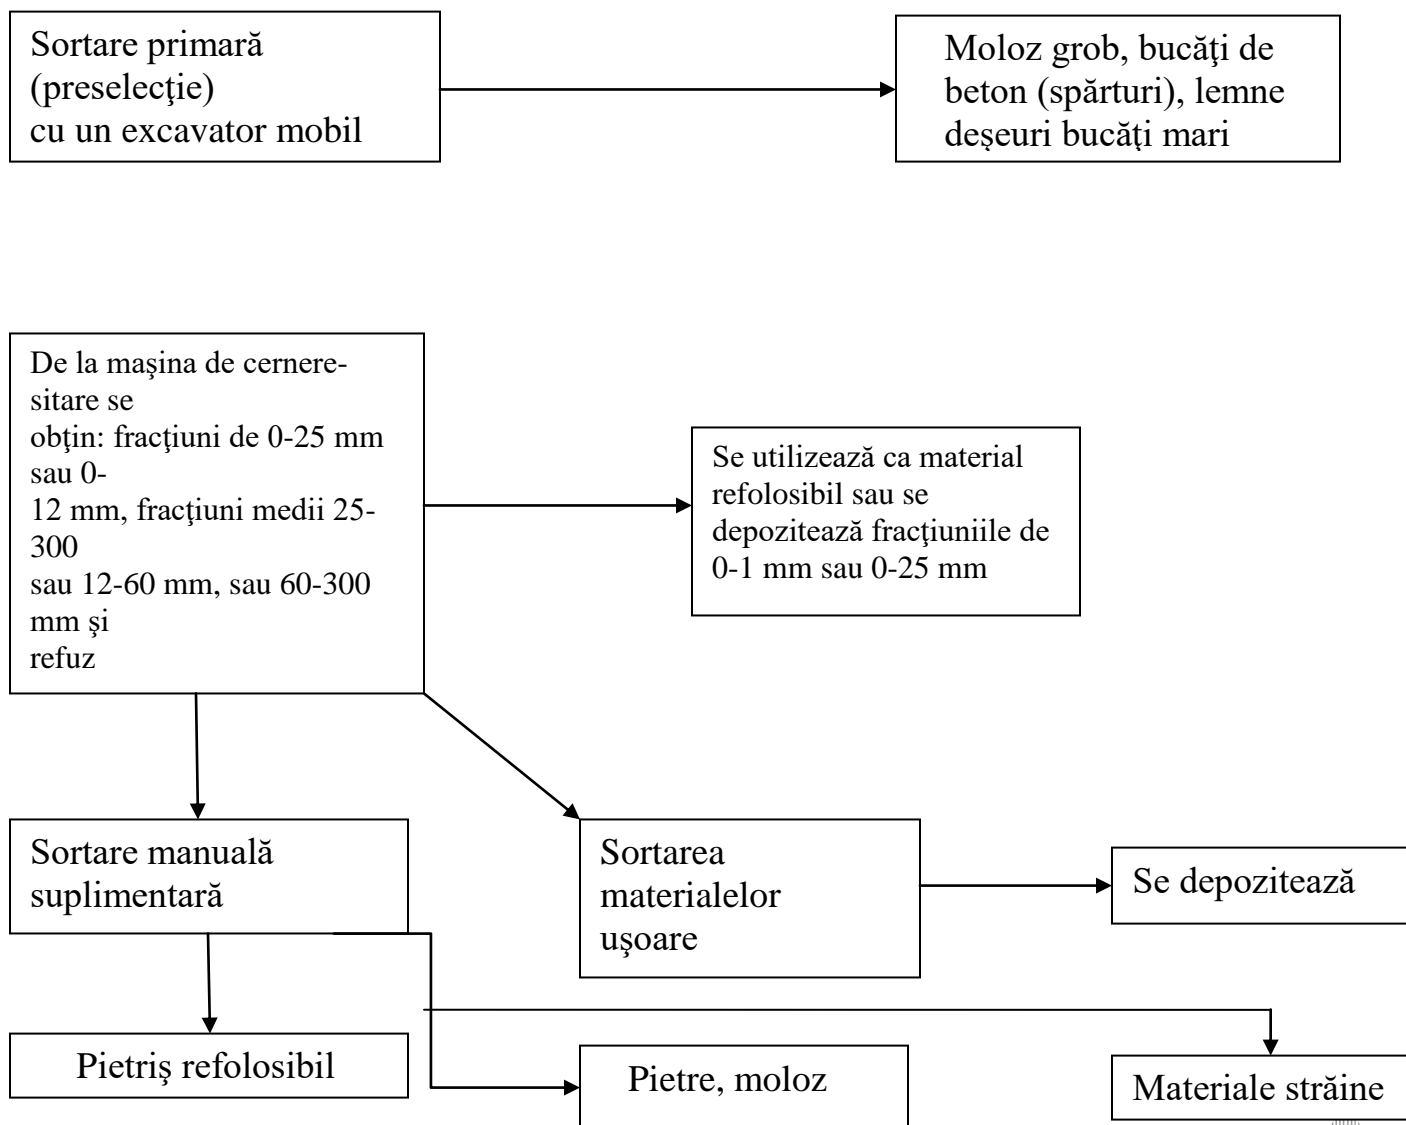 Sortare primară
(preselecţie)
cu un excavator mobil
Moloz grob, bucăţi de
beton (spărturi), lemne
deşeuri bucăţi mari
De la maşina de cernere-
sitare se
obţin: fracţiuni de 0-25 mm
sau 0-
12 mm, fracţiuni medii 25-
300
sau 12-60 mm, sau 60-300
mm şi
refuz
Se utilizează ca material
refolosibil sau se
depozitează fracţiuniile de
0-1 mm sau 0-25 mm
Sortare manuală
suplimentară
Sortarea
materialelor
uşoare
Se depozitează
Pietriş refolosibil
Pietre, moloz
Materiale străine